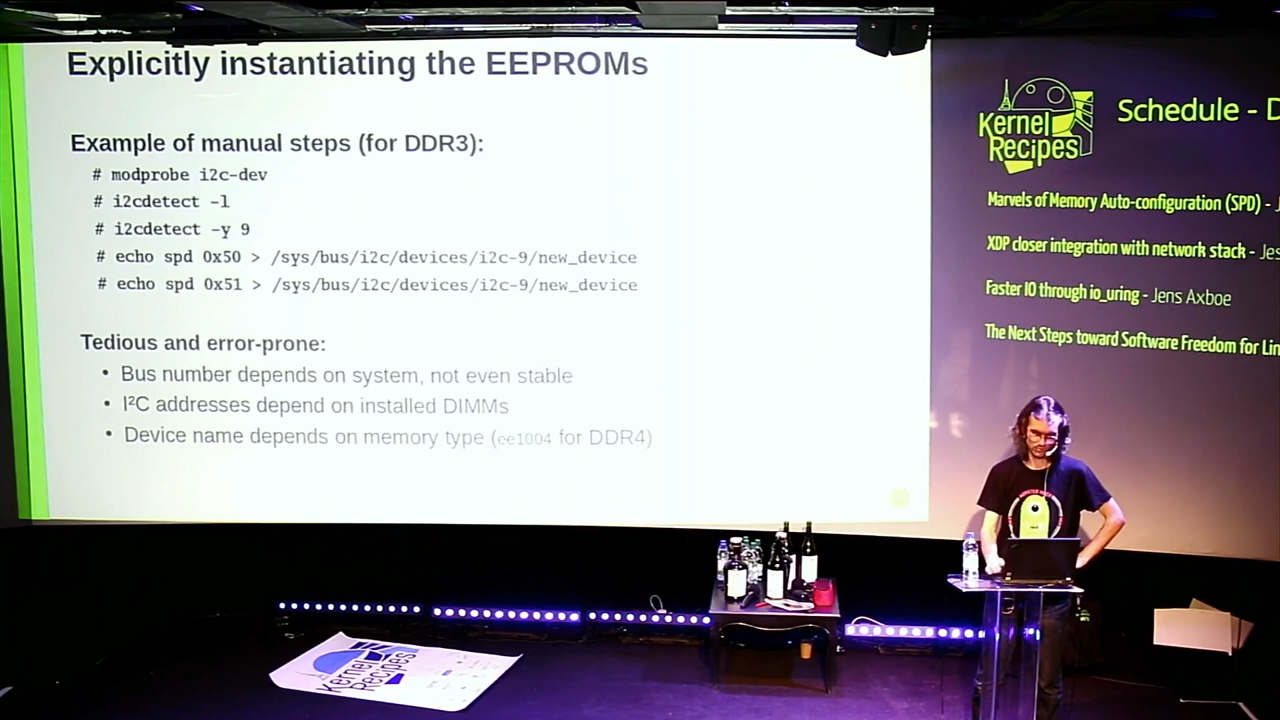 Explicitly instantiating the EEPROMs
Example of manual steps (for DDR3):
# modprobe i2c-dev
# i2cdetect -l
# i2cdetect -y 9
# echo spd 0x50 > /sys/bus/i2c/devices/i2c-9/new_device
# echo spd 0x51 > /sys/bus/i2c/devices/i2c-9/new_device
Tedious and error-prone:
• Bus number depends on system, not even stable
• I²C addresses depend on installed DIMMs
• Device name depends on memory type (ee1004 for DDR4)
Kernel
Recipes
Schedule - D
Marvels of Memory Auto-configuration (SPD) - J
XDP closer integration with network stack - Jes
Faster IO through io_uring - Jens Axboe
The Next Steps toward Software Freedom for Lin
Kernel
Recipes